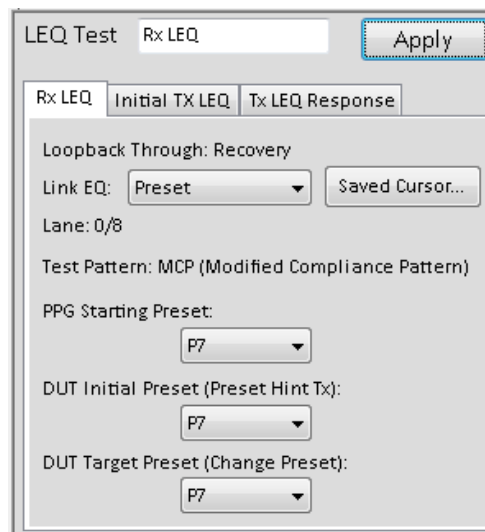 LEQ Test Rx LEQ Apply
Rx LEQ Initial TX LEQ Tx LEQ Response
Loopback Through: Recovery
Link EQ: Preset Saved Cursor...
Lane: 0/8
Test Pattern: MCP (Modified Compliance Pattern)
PPG Starting Preset:
P7
DUT Initial Preset (Preset Hint Tx):
P7
DUT Target Preset (Change Preset):
P7